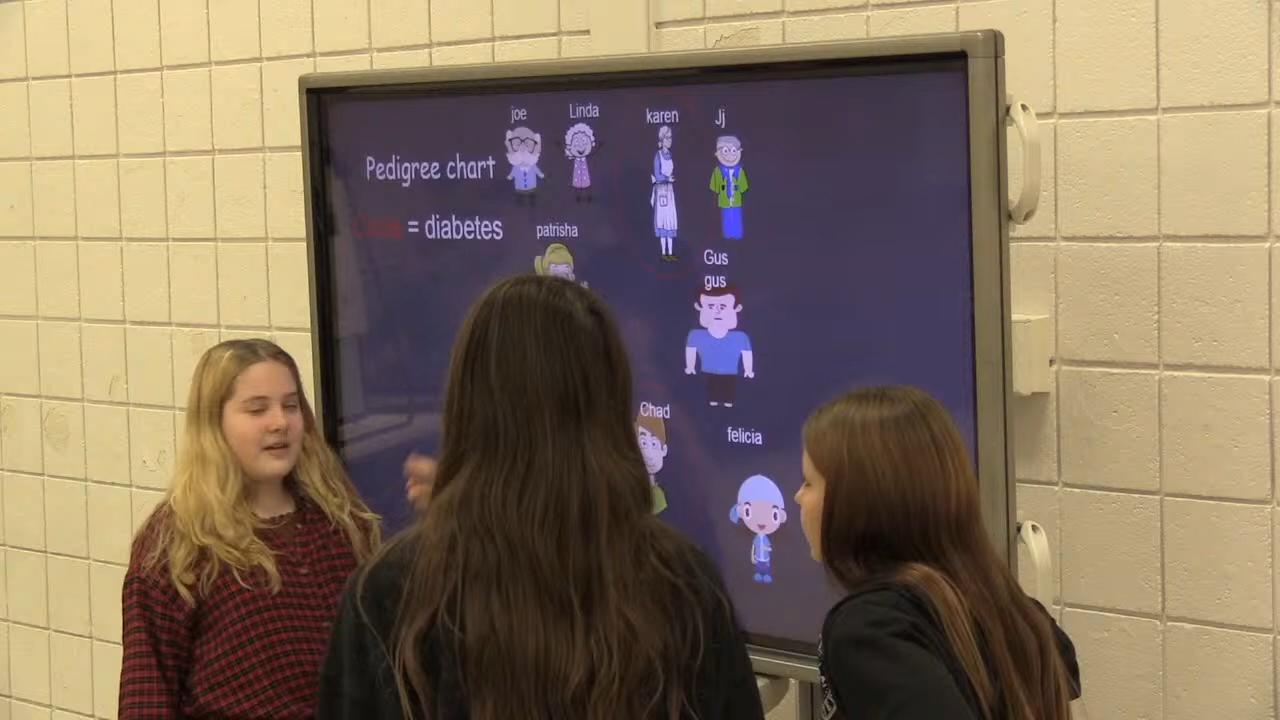 joe
Linda
karen
Jj
Pedigree chart
= diabetes
patrisha
Gus
gus
Chad
felicia